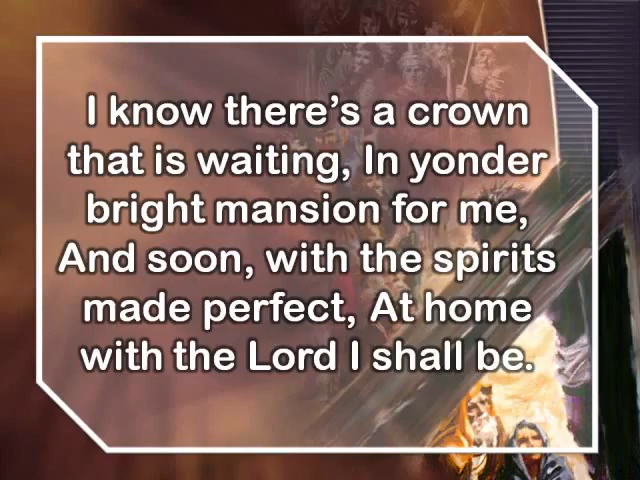 I know there’s a crown
that is waiting, In yonder
bright mansion for me,
And soon, with the spirits
made perfect, At home
with the Lord I shall be.